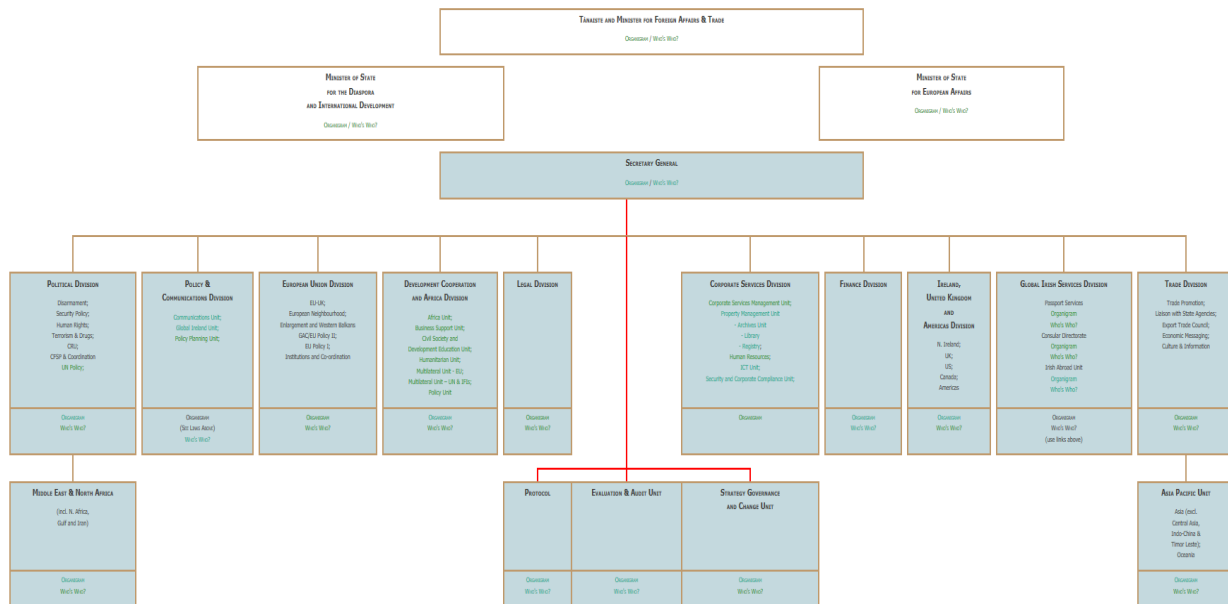 Tánaiste and Minister for Foreign Affairs & Trade
Organigram / Who's Who?
Minister of State
for the Diaspora
and International Development
Organigram / Who's Who?
Minister of State
for European Affairs
Organigram / Who's Who?
Secretary General
Organigram / Who's Who?
Political Division
Disarmament;
Security Policy;
Human Rights;
Terrorism & Drugs;
CRU;
CFSP & Coordination
UN Policy;
Organigram
Who's Who?
Policy &
Communications Division
Communications Unit;
Global Ireland Unit;
Policy Planning Unit;
Organigram
(See Links Above)
Who's Who?
European Union Division
EU-UK;
European Neighbourhood;
Enlargement and Western Balkans
GAC/EU Policy II;
EU Policy I;
Institutions and Co-ordination
Organigram
Who's Who?
Development Cooperation
and Africa Division
Africa Unit;
Business Support Unit;
Civil Society and
Development Education Unit;
Humanitarian Unit;
Multilateral Unit - EU;
Multilateral Unit – UN & IFIs;
Policy Unit
Organigram
Who's Who?
Legal Division
Organigram
Who's Who?
Corporate Services Division
Corporate Services Management Unit;
Property Management Unit
- Archives Unit
- Library
- Registry;
Human Resources;
ICT Unit;
Security and Corporate Compliance Unit;
Organigram
Finance Division
Organigram
Who's Who?
Ireland,
United Kingdom
and
Americas Division
N. Ireland;
UK;
US;
Canada;
Americas
Organigram
Who's Who?
Global Irish Services Division
Passport Services
Organigram
Who's Who?
Consular Directorate
Organigram
Who's Who?
Irish Abroad Unit
Organigram
Who's Who?
Organigram
Who's Who?
(use links above)
Trade Division
Trade Promotion;
Liaison with State Agencies;
Export Trade Council;
Economic Messaging;
Culture & Information
Organigram
Who's Who?
Middle East & North Africa
(incl. N. Africa,
Gulf and Iran)
Organigram
Who's Who?
Protocol
Organigram
Who's Who?
Evaluation & Audit Unit
Organigram
Who's Who?
Strategy Governance
and Change Unit
Organigram
Who's Who?
Asia Pacific Unit
Asia (excl.
Central Asia,
Indo-China &
Timor Leste);
Oceania
Organigram
Who's Who?